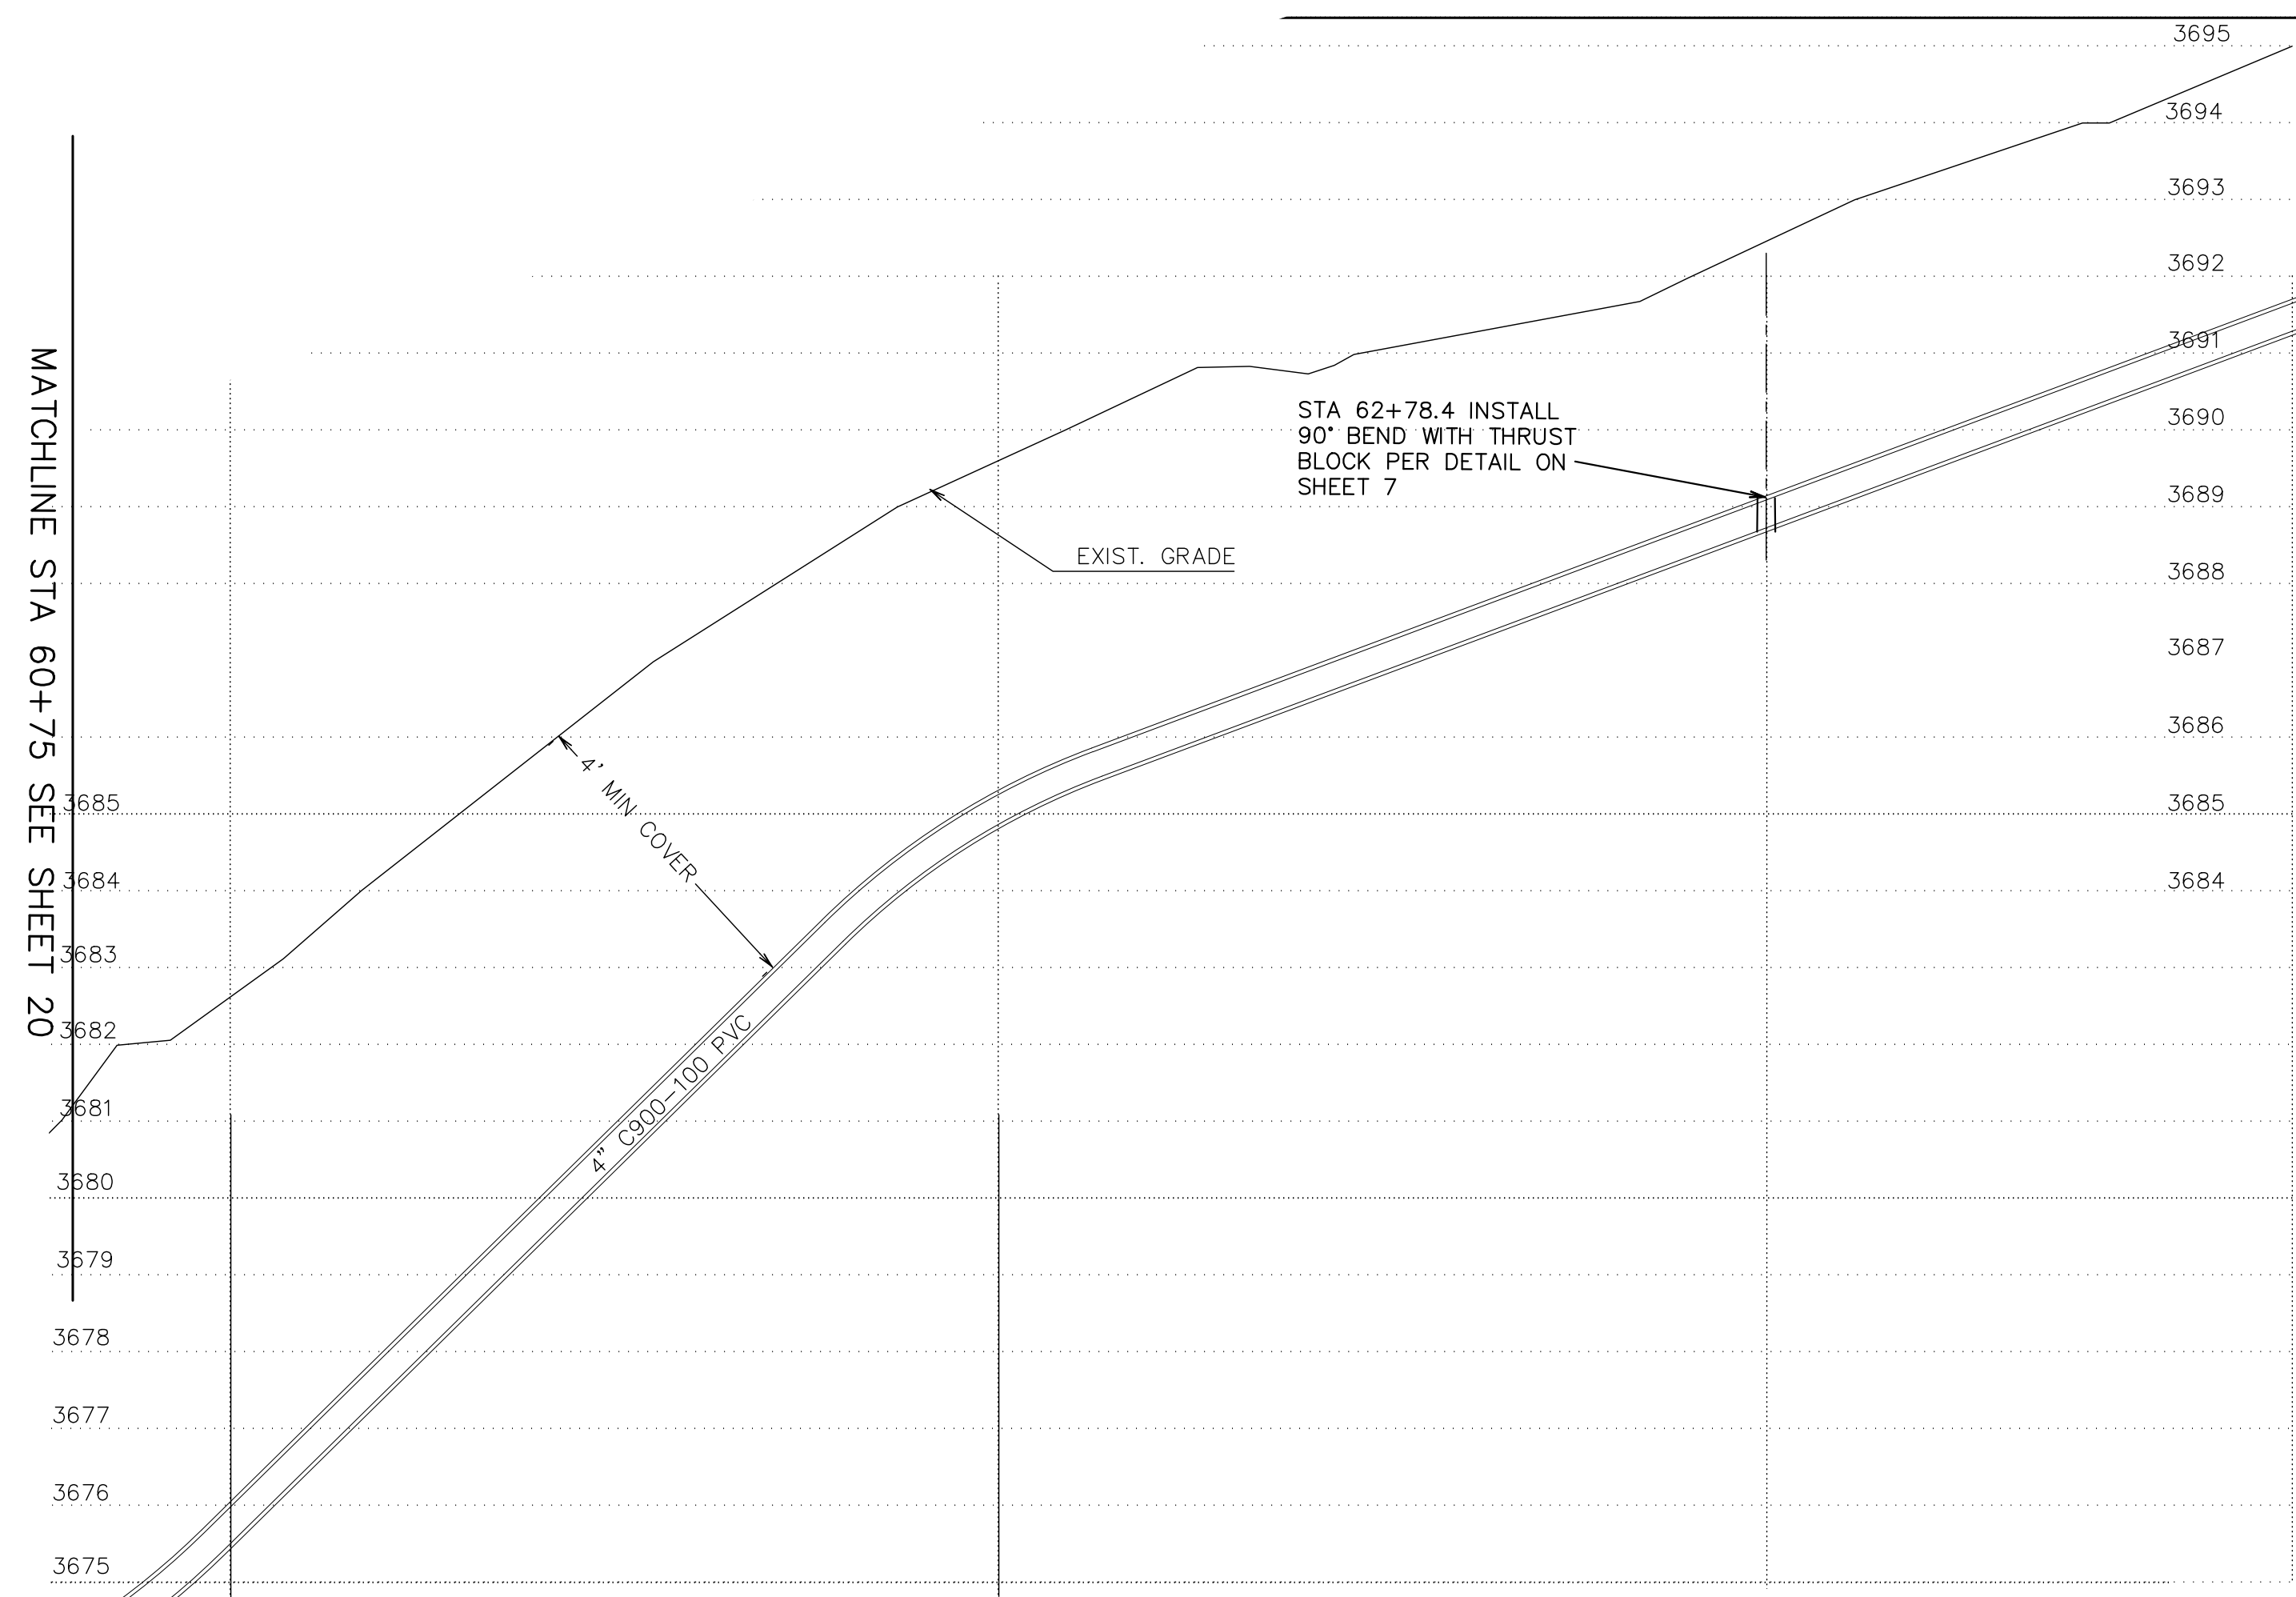 3695
3694
3693
3692
3691
3690
3689
3688
3687
3686
3685
3684
STA 62+78.4 INSTALL
90° BEND WITH THRUST
BLOCK PER DETAIL ON
SHEET 7
EXIST. GRADE
4' MIN COVER
4" C900-100 PVC
MATCHLINE STA 60+75 SEE SHEET 20
3685
3684
3683
3682
3681
3680
3679
3678
3677
3676
3675